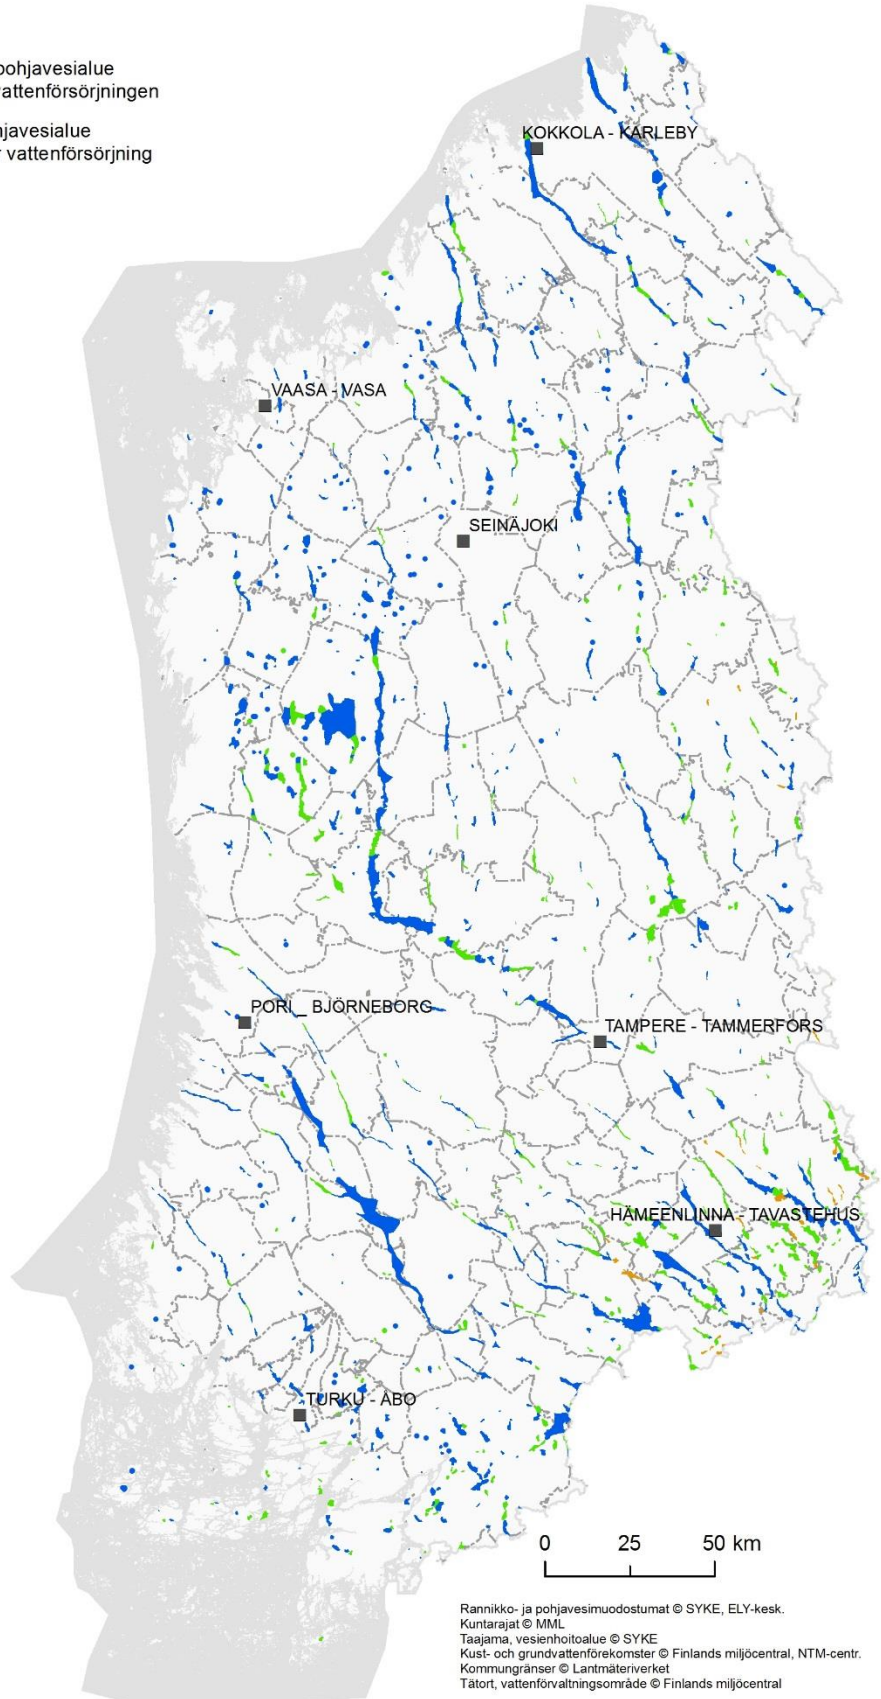 pohjavesialue
vattenförsörjningen
vattenförsörjning
KOKKOLA - KARLEBY
VAASA - VASA
SEINÄJOKI
PORI_ BJÖRNEBORG
TAMPERE - TAMMERFORS
HÄMEENLINNA - TAVASTEHUS
TURKU - ÅBO
0 25 50 km
Rannikko- ja pohjavesimuodostumat © SYKE, ELY-kesk.
Kuntarajat © MML
Taajama, vesienhoitoalue © SYKE
Kust- och grundvattenförekomster © Finlands miljöcentral, NTM-centr.
Kommungränser © Lantmäteriverket
Tätort, vattenförvaltningsområde © Finlands miljöcentral